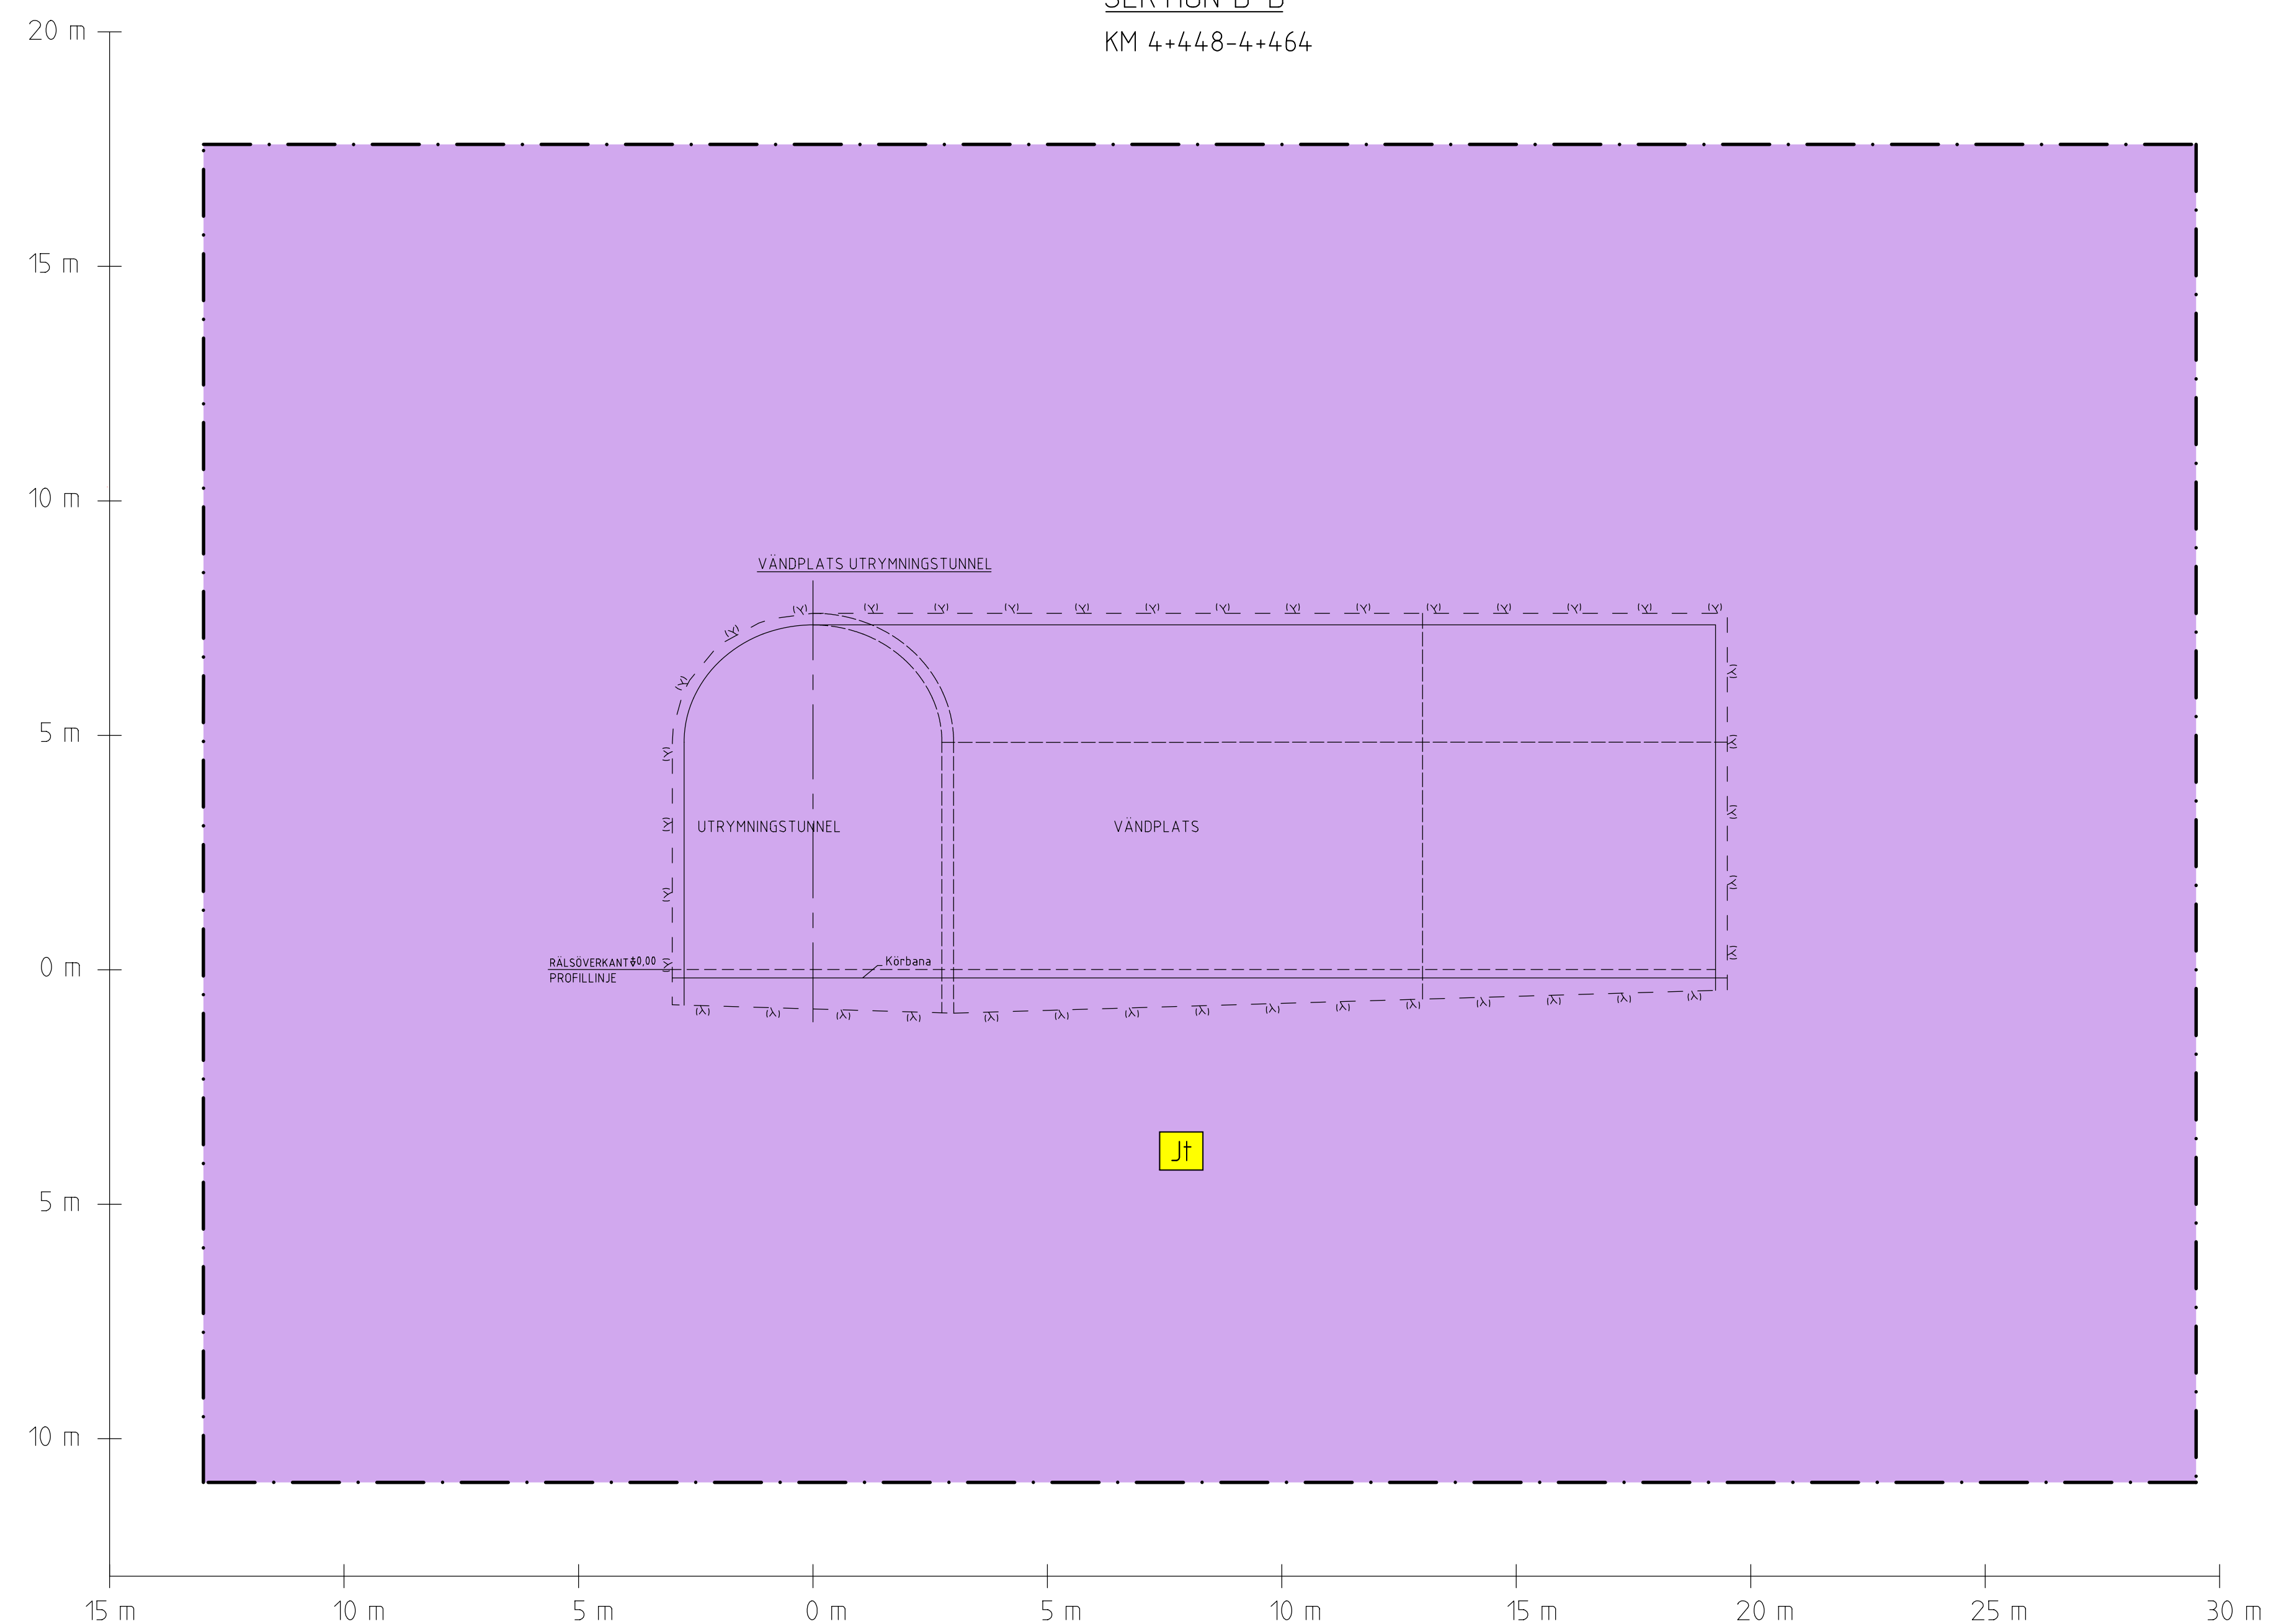 SEKTION B-B
KM 4+448-4+464
20 m
15 m
10 m
5 m
0 m
5 m
10 m
VÄNDPLATS UTRYMNINGSTUNNEL
(Y) (Y) (Y) (Y) (Y) (Y) (Y) (Y) (Y) (Y) (Y) (Y) (Y) (Y)
(Y)
(Y)
(Y)
(Y)
(Y)
(Y)
(Y)
(Y)
(Y)
(Y)
(Y)
UTRYMNINGSTUNNEL
VÄNDPLATS
RÄLSÖVERKANT ±0,00
PROFILLINJE
Körbana
(Y) (Y) (Y) (Y) (Y) (Y) (Y) (Y) (Y) (Y) (Y) (Y) (Y) (Y) (Y)
Jt
15 m 10 m 5 m 0 m 5 m 10 m 15 m 20 m 25 m 30 m